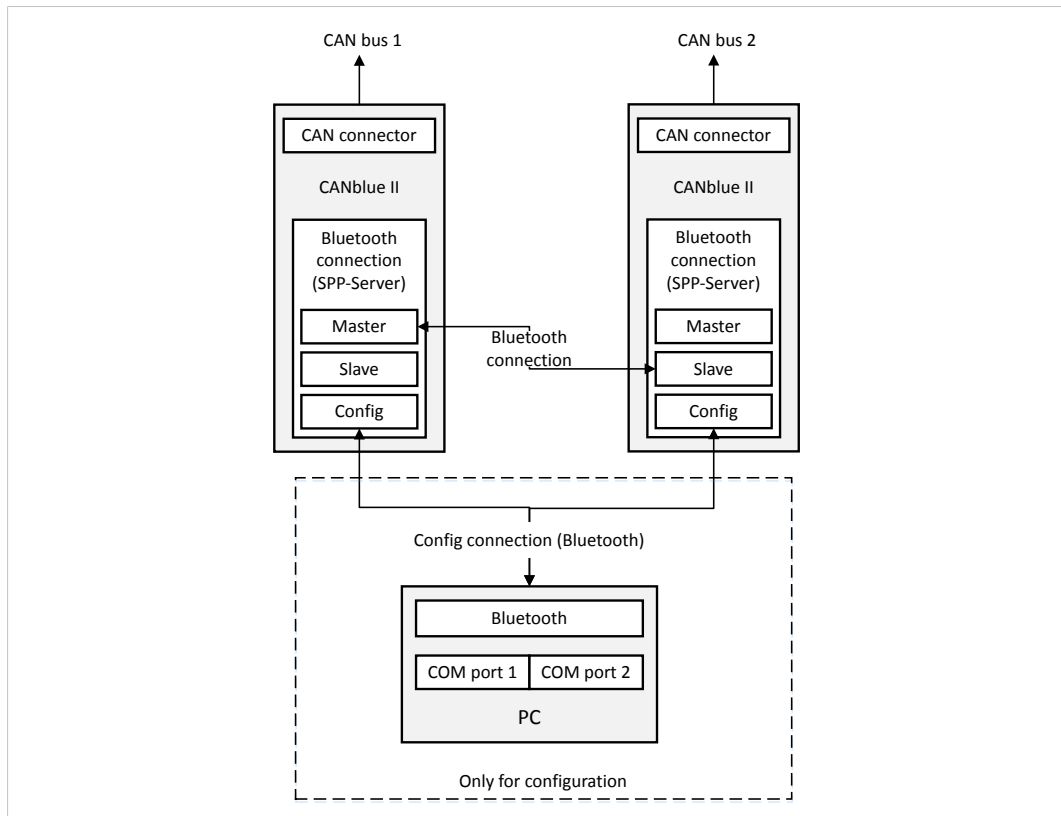 CAN bus 1
CAN bus 2
CAN connector
CANblue II
Bluetooth
connection
(SPP-Server)
Master
Slave
Config
CAN connector
CANblue II
Bluetooth
connection
(SPP-Server)
Master
Slave
Config
Bluetooth
connection
Config connection (Bluetooth)
Bluetooth
COM port 1
COM port 2
PC
Only for configuration